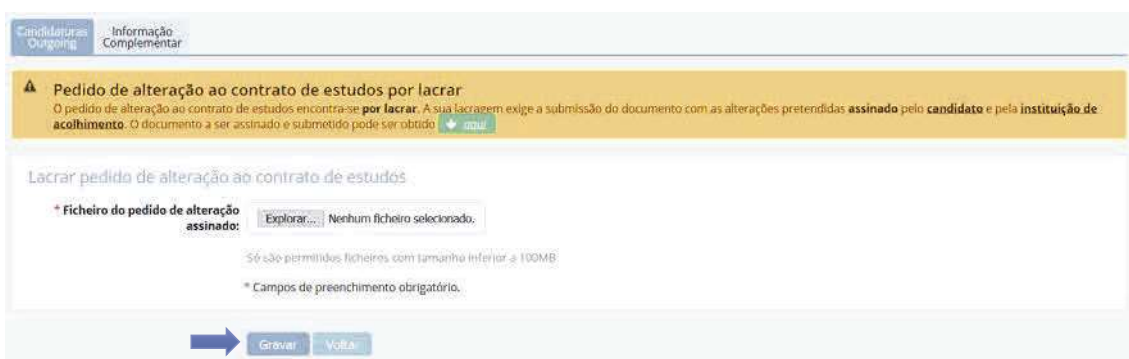 Candidaturas Outgoing
Informação Complementar
Pedido de alteração ao contrato de estudos por lacrar
O pedido de alteração ao contrato de estudos encontra-se por lacrar. A sua lacragem exige a submissão do documento com as alterações pretendidas assinado pelo candidato e pela instituição de
acolhimento. O documento a ser assinado e submetido pode ser obtido aqui
Lacrar pedido de alteração ao contrato de estudos
* Ficheiro do pedido de alteração
assinado:
Explorar... Nenhum ficheiro selecionado.
Só são permitidos ficheiros com tamanho inferior a 100MB
* Campos de preenchimento obrigatório.
Gravar Voltar